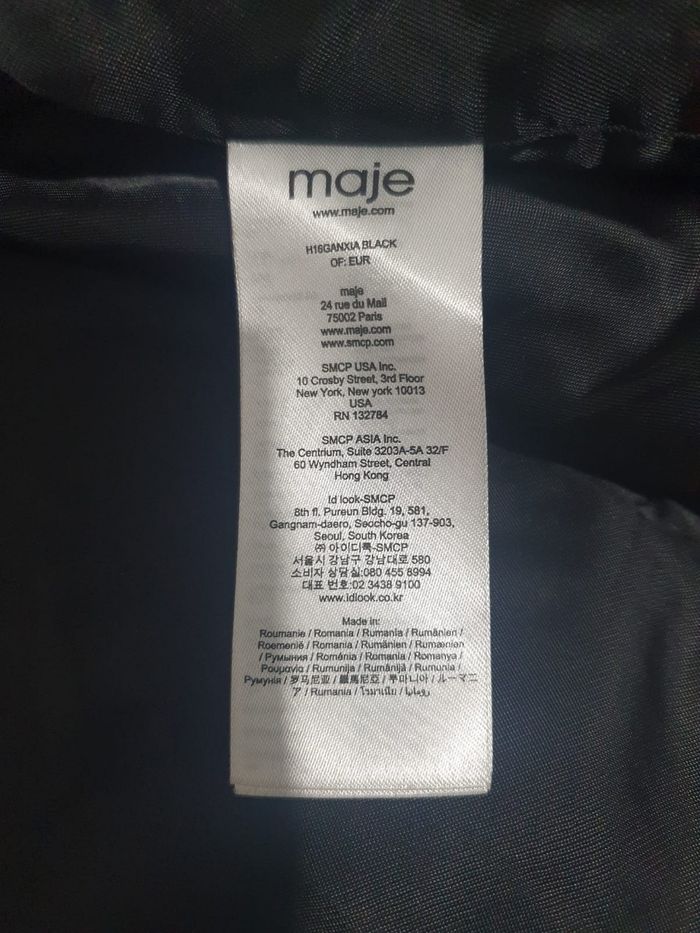 maje
www.maje.com
H16GANXIA BLACK
OF: EUR
maje
24 rue du Mail
75002 Paris
www.maje.com
www.smcp.com
SMCP USA Inc.
10 Crosby Street, 3rd Floor
New York, New york 10013
USA
RN 132784
SMCP ASIA Inc.
The Centrium, Suite 3203A-5A 32/F
60 Wyndham Street, Central
Hong Kong
Id look-SMCP
8th fl. Pureun Bldg. 19, 581,
Gangnam-daero, Seocho-gu 137-903,
Seoul, South Korea
㈜ 아이디룩-SMCP
서울시 강남구 강남대로 580
소비자 상담실:080 455 8994
대표 번호:02 3438 9100
www.idlook.co.kr
Made in:
Roumanie / Romania / Rumania / Rumänien /
Roemenië / Romania / Rumänien / Rumænien
/ Румыния / Roménia / Romania / Romanya /
Ρουμανία / Rumunija / Rumānijā / Rumunia /
Румунія / 罗马尼亚 / 羅馬尼亞 / 루마니아 / ルーマニ
ア / Rumania / โรมาเนีย / رومانيا